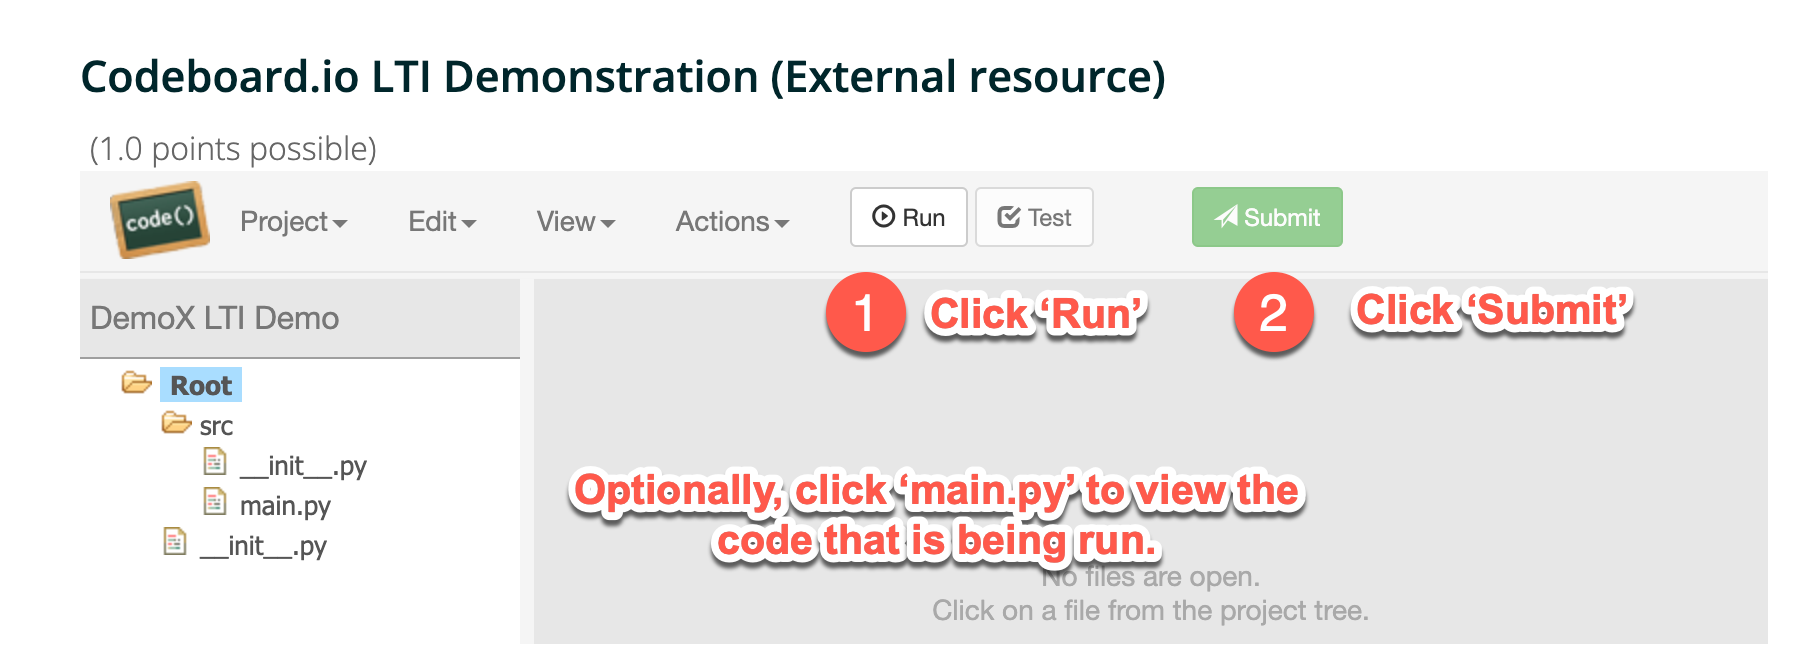 Codeboard.io LTI Demonstration (External resource)
(1.0 points possible)
code()
Project
Edit
View
Actions
Run
Test
Submit
DemoX LTI Demo
1
Click ‘Run’
2
Click ‘Submit’
Root
src
__init__.py
main.py
__init__.py
Optionally, click ‘main.py’ to view the
code that is being run.
No files are open.
Click on a file from the project tree.